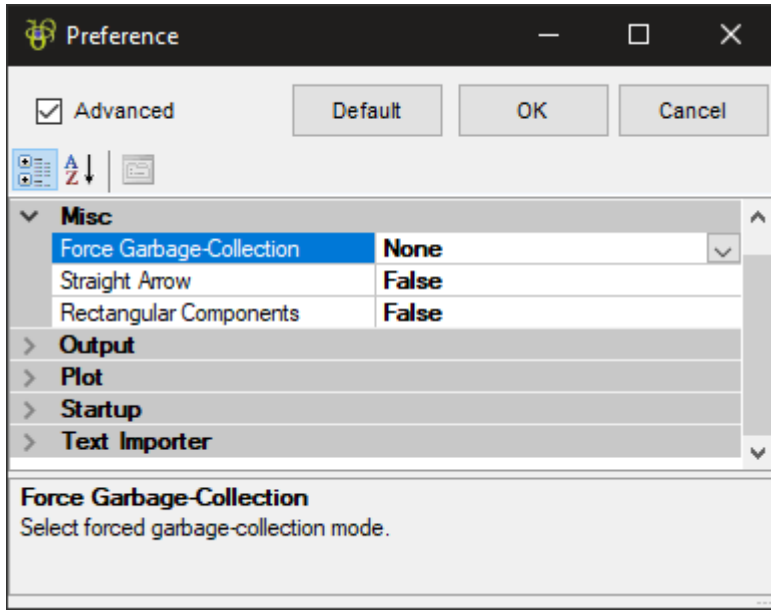 Preference
Advanced Default OK Cancel
Misc
Force Garbage-Collection None
Straight Arrow False
Rectangular Components False
Output
Plot
Startup
Text Importer
Force Garbage-Collection
Select forced garbage-collection mode.